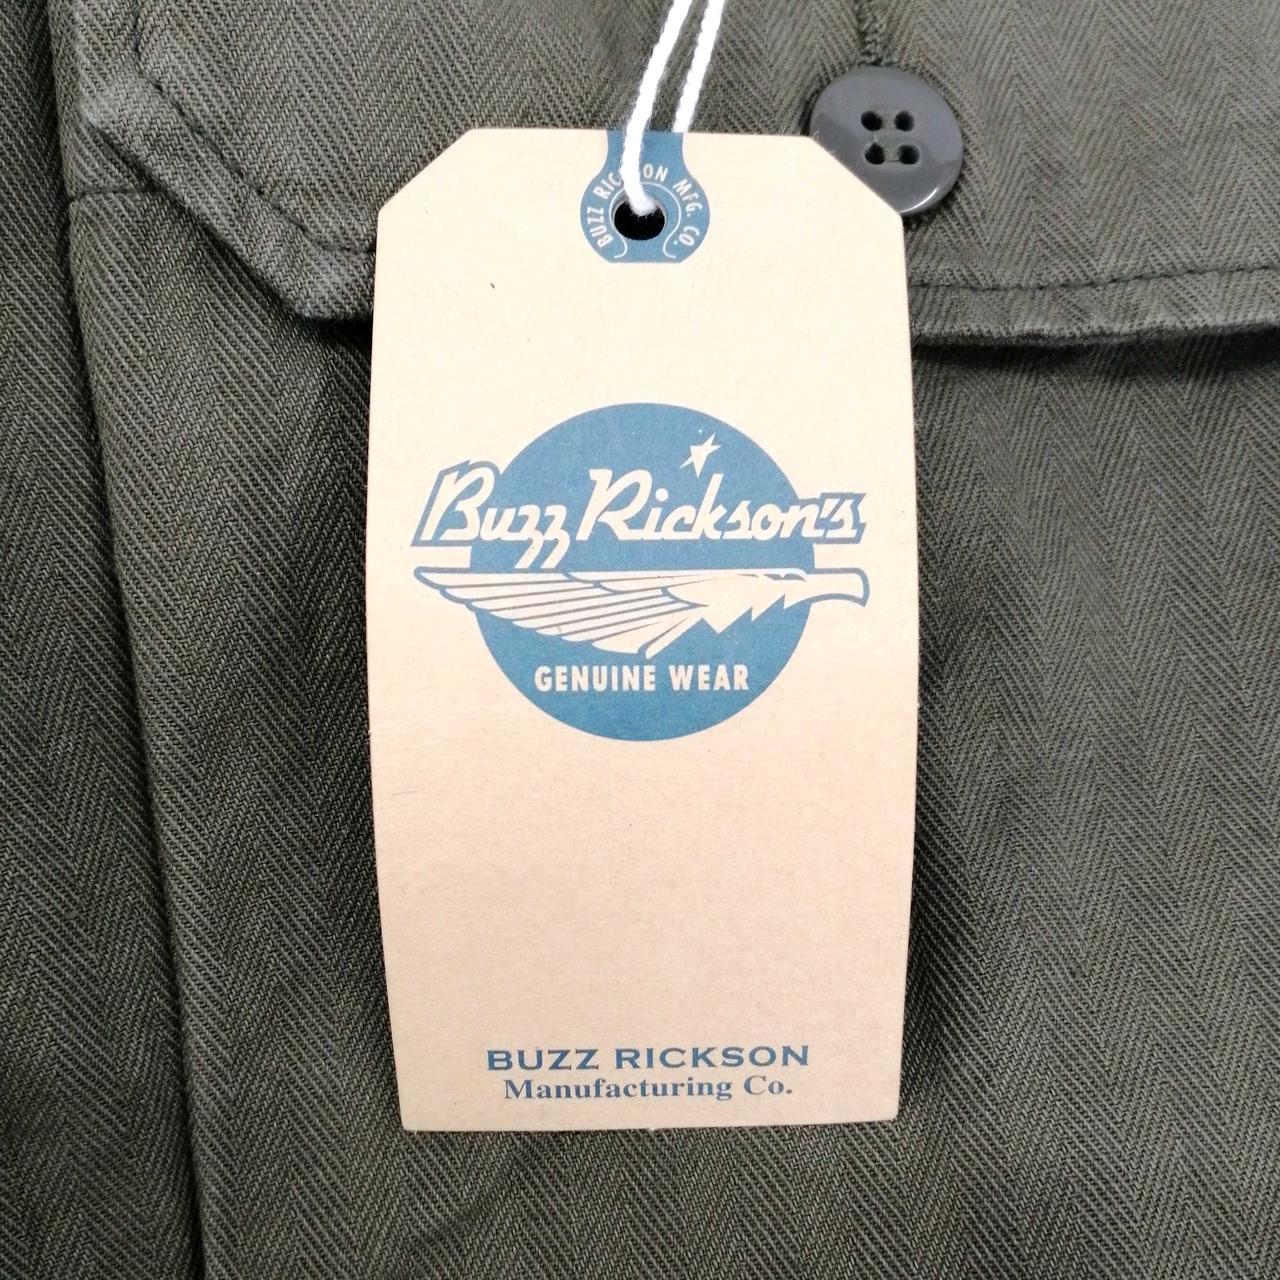 BUZZ RICKSON MFG. CO.
Buzz Rickson's
GENUINE WEAR
BUZZ RICKSON
Manufacturing Co.